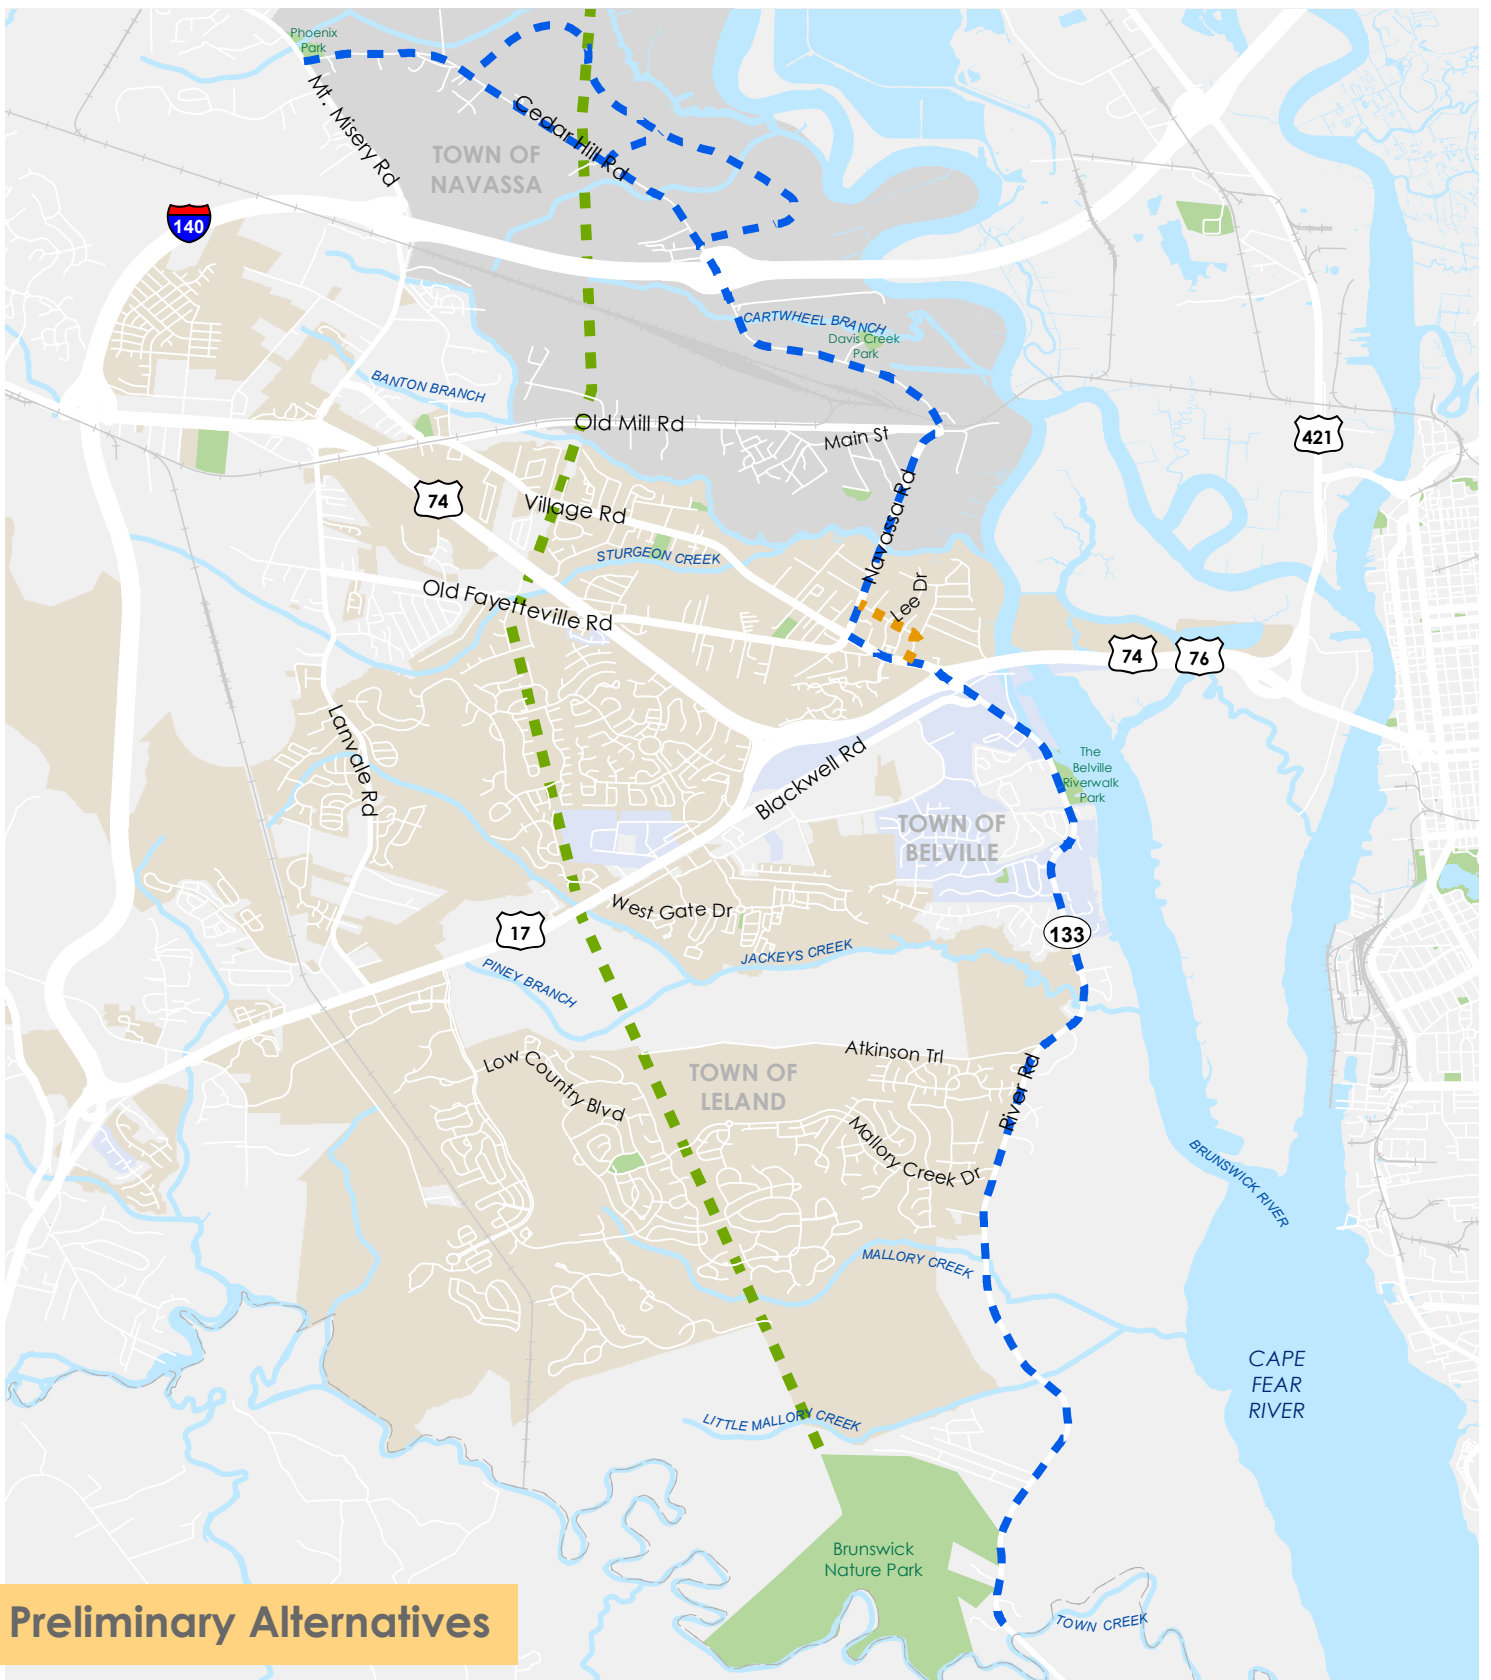 Phoenix
Park
Mt. Misery Rd
Cedar Hill Rd
TOWN OF
NAVASSA
140
CARTWHEEL BRANCH
Davis Creek
Park
BANTON BRANCH
Old Mill Rd
Main St
421
74
Village Rd
Navassa Rd
STURGEON CREEK
Old Fayetteville Rd
Lee Dr
74
76
Lanvale Rd
Blackwell Rd
The
Belville
Riverwalk
Park
TOWN OF
BELVILLE
West Gate Dr
17
133
JACKEYS CREEK
PINEY BRANCH
Low Country Blvd
TOWN OF
LELAND
Atkinson Trl
River Rd
Mallory Creek Dr
BRUNSWICK RIVER
MALLORY CREEK
CAPE
FEAR
RIVER
LITTLE MALLORY CREEK
Brunswick
Nature Park
TOWN CREEK
Preliminary Alternatives